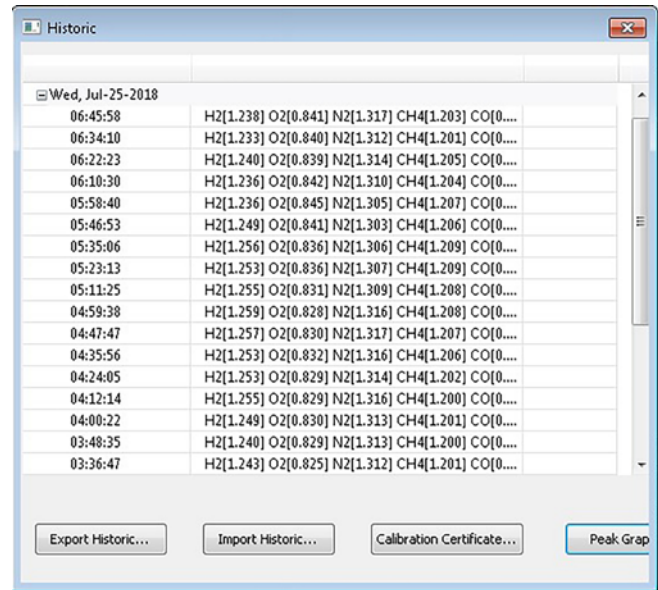 Historic
Wed, Jul-25-2018
06:45:58 H2[1.238] O2[0.841] N2[1.317] CH4[1.203] CO[0....
06:34:10 H2[1.233] O2[0.840] N2[1.312] CH4[1.201] CO[0....
06:22:23 H2[1.240] O2[0.839] N2[1.314] CH4[1.205] CO[0....
06:10:30 H2[1.236] O2[0.842] N2[1.310] CH4[1.204] CO[0....
05:58:40 H2[1.236] O2[0.845] N2[1.305] CH4[1.207] CO[0....
05:46:53 H2[1.249] O2[0.841] N2[1.303] CH4[1.206] CO[0....
05:35:06 H2[1.256] O2[0.836] N2[1.306] CH4[1.209] CO[0....
05:23:13 H2[1.253] O2[0.836] N2[1.307] CH4[1.209] CO[0....
05:11:25 H2[1.255] O2[0.831] N2[1.309] CH4[1.208] CO[0....
04:59:38 H2[1.259] O2[0.828] N2[1.316] CH4[1.208] CO[0....
04:47:47 H2[1.257] O2[0.830] N2[1.317] CH4[1.207] CO[0....
04:35:56 H2[1.253] O2[0.832] N2[1.316] CH4[1.206] CO[0....
04:24:05 H2[1.253] O2[0.829] N2[1.314] CH4[1.202] CO[0....
04:12:14 H2[1.255] O2[0.829] N2[1.316] CH4[1.200] CO[0....
04:00:22 H2[1.249] O2[0.830] N2[1.313] CH4[1.201] CO[0....
03:48:35 H2[1.240] O2[0.829] N2[1.313] CH4[1.200] CO[0....
03:36:47 H2[1.243] O2[0.825] N2[1.312] CH4[1.201] CO[0....
Export Historic... Import Historic... Calibration Certificate... Peak Grap